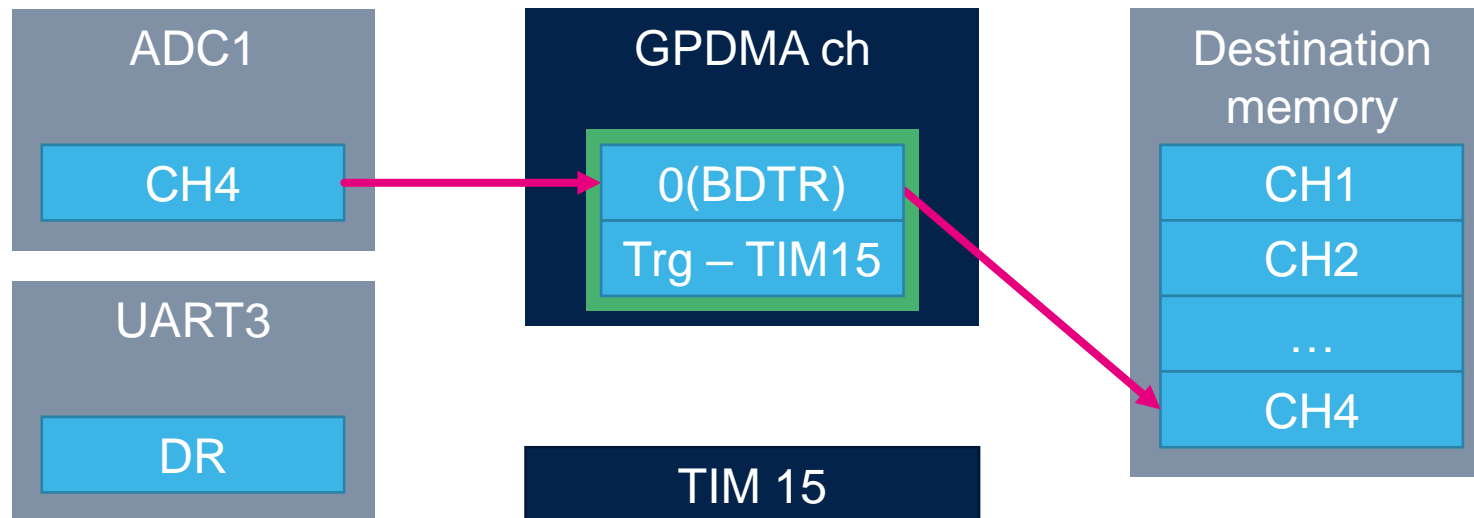 ADC1
CH4
UART3
DR
GPDMA ch
0(BDTR)
Trg – TIM15
TIM 15
Destination
memory
CH1
CH2
…
CH4